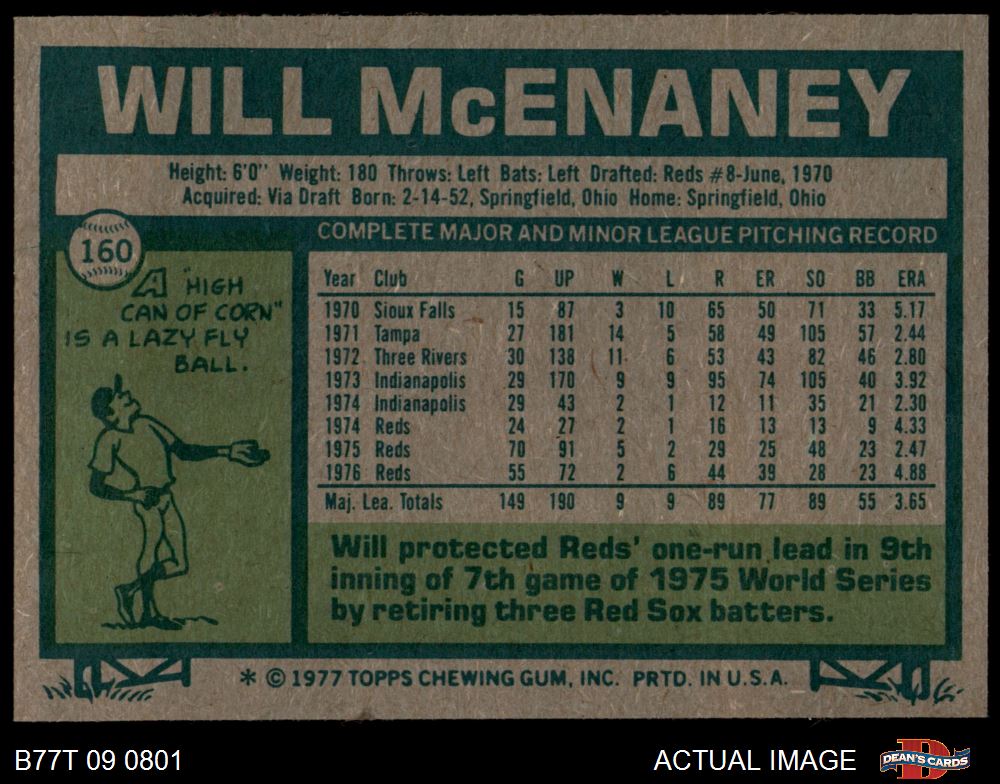 WILL McENANEY
Height: 6'0" Weight: 180 Throws: Left Bats: Left Drafted: Reds #8-June, 1970
Acquired: Via Draft Born: 2-14-52, Springfield, Ohio Home: Springfield, Ohio
160
A "HIGH
CAN OF CORN"
IS A LAZY FLY
BALL.
COMPLETE MAJOR AND MINOR LEAGUE PITCHING RECORD
Year Club G UP W L R ER SO BB ERA
1970 Sioux Falls 15 87 3 10 65 50 71 33 5.17
1971 Tampa 27 181 14 5 58 49 105 57 2.44
1972 Three Rivers 30 138 11 6 53 43 82 46 2.80
1973 Indianapolis 29 170 9 9 95 74 105 40 3.92
1974 Indianapolis 29 43 2 1 12 11 35 21 2.30
1974 Reds 24 27 2 1 16 13 13 9 4.33
1975 Reds 70 91 5 2 29 25 48 23 2.47
1976 Reds 55 72 2 6 44 39 28 23 4.88
Maj. Lea. Totals 149 190 9 9 89 77 89 55 3.65
Will protected Reds' one-run lead in 9th
inning of 7th game of 1975 World Series
by retiring three Red Sox batters.
* © 1977 TOPPS CHEWING GUM, INC. PRTD. IN U.S.A.
B77T 09 0801
ACTUAL IMAGE
DEAN'S CARDS